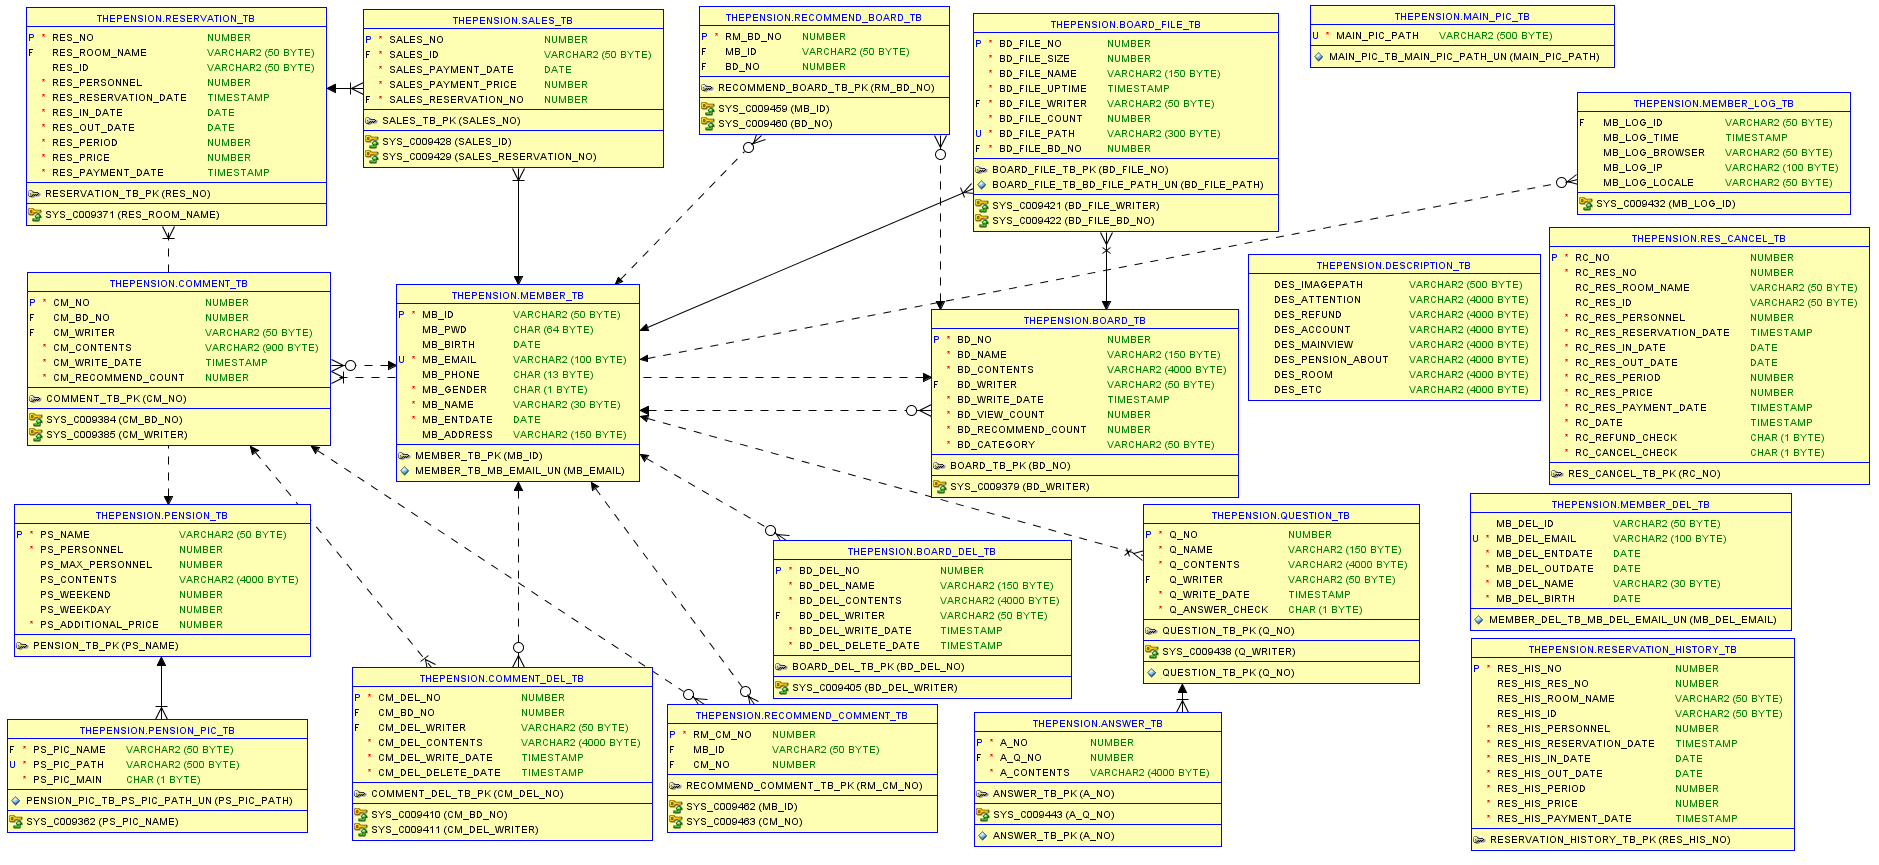 THEPENSION.RESERVATION_TB
P * RES_NO NUMBER
F RES_ROOM_NAME VARCHAR2 (50 BYTE)
RES_ID VARCHAR2 (50 BYTE)
* RES_PERSONNEL NUMBER
* RES_RESERVATION_DATE TIMESTAMP
* RES_IN_DATE DATE
* RES_OUT_DATE DATE
* RES_PERIOD NUMBER
* RES_PRICE NUMBER
* RES_PAYMENT_DATE TIMESTAMP
RESERVATION_TB_PK (RES_NO)
SYS_C009371 (RES_ROOM_NAME)
THEPENSION.SALES_TB
P * SALES_NO NUMBER
F * SALES_ID VARCHAR2 (50 BYTE)
* SALES_PAYMENT_DATE DATE
* SALES_PAYMENT_PRICE NUMBER
F * SALES_RESERVATION_NO NUMBER
SALES_TB_PK (SALES_NO)
SYS_C009428 (SALES_ID)
SYS_C009429 (SALES_RESERVATION_NO)
THEPENSION.RECOMMEND_BOARD_TB
P * RM_BD_NO NUMBER
F MB_ID VARCHAR2 (50 BYTE)
F BD_NO NUMBER
RECOMMEND_BOARD_TB_PK (RM_BD_NO)
SYS_C009459 (MB_ID)
SYS_C009460 (BD_NO)
THEPENSION.BOARD_FILE_TB
P * BD_FILE_NO NUMBER
* BD_FILE_SIZE NUMBER
* BD_FILE_NAME VARCHAR2 (150 BYTE)
* BD_FILE_UPTIME TIMESTAMP
F * BD_FILE_WRITER VARCHAR2 (50 BYTE)
* BD_FILE_COUNT NUMBER
U * BD_FILE_PATH VARCHAR2 (300 BYTE)
F * BD_FILE_BD_NO NUMBER
BOARD_FILE_TB_PK (BD_FILE_NO)
BOARD_FILE_TB_BD_FILE_PATH_UN (BD_FILE_PATH)
SYS_C009421 (BD_FILE_WRITER)
SYS_C009422 (BD_FILE_BD_NO)
THEPENSION.MAIN_PIC_TB
U * MAIN_PIC_PATH VARCHAR2 (500 BYTE)
MAIN_PIC_TB_MAIN_PIC_PATH_UN (MAIN_PIC_PATH)
THEPENSION.MEMBER_LOG_TB
F MB_LOG_ID VARCHAR2 (50 BYTE)
MB_LOG_TIME TIMESTAMP
MB_LOG_BROWSER VARCHAR2 (50 BYTE)
MB_LOG_IP VARCHAR2 (100 BYTE)
MB_LOG_LOCALE VARCHAR2 (50 BYTE)
SYS_C009432 (MB_LOG_ID)
THEPENSION.COMMENT_TB
P * CM_NO NUMBER
F CM_BD_NO NUMBER
F CM_WRITER VARCHAR2 (50 BYTE)
* CM_CONTENTS VARCHAR2 (900 BYTE)
* CM_WRITE_DATE TIMESTAMP
* CM_RECOMMEND_COUNT NUMBER
COMMENT_TB_PK (CM_NO)
SYS_C009384 (CM_BD_NO)
SYS_C009385 (CM_WRITER)
THEPENSION.MEMBER_TB
P * MB_ID VARCHAR2 (50 BYTE)
MB_PWD CHAR (64 BYTE)
MB_BIRTH DATE
U * MB_EMAIL VARCHAR2 (100 BYTE)
MB_PHONE CHAR (13 BYTE)
* MB_GENDER CHAR (1 BYTE)
* MB_NAME VARCHAR2 (30 BYTE)
* MB_ENTDATE DATE
MB_ADDRESS VARCHAR2 (150 BYTE)
MEMBER_TB_PK (MB_ID)
MEMBER_TB_MB_EMAIL_UN (MB_EMAIL)
THEPENSION.BOARD_TB
P * BD_NO NUMBER
* BD_NAME VARCHAR2 (150 BYTE)
* BD_CONTENTS VARCHAR2 (4000 BYTE)
F BD_WRITER VARCHAR2 (50 BYTE)
* BD_WRITE_DATE TIMESTAMP
* BD_VIEW_COUNT NUMBER
* BD_RECOMMEND_COUNT NUMBER
* BD_CATEGORY VARCHAR2 (50 BYTE)
BOARD_TB_PK (BD_NO)
SYS_C009379 (BD_WRITER)
THEPENSION.DESCRIPTION_TB
DES_IMAGEPATH VARCHAR2 (500 BYTE)
DES_ATTENTION VARCHAR2 (4000 BYTE)
DES_REFUND VARCHAR2 (4000 BYTE)
DES_ACCOUNT VARCHAR2 (4000 BYTE)
DES_MAINVIEW VARCHAR2 (4000 BYTE)
DES_PENSION_ABOUT VARCHAR2 (4000 BYTE)
DES_ROOM VARCHAR2 (4000 BYTE)
DES_ETC VARCHAR2 (4000 BYTE)
THEPENSION.RES_CANCEL_TB
P * RC_NO NUMBER
* RC_RES_NO NUMBER
RC_RES_ROOM_NAME VARCHAR2 (50 BYTE)
RC_RES_ID VARCHAR2 (50 BYTE)
* RC_RES_PERSONNEL NUMBER
* RC_RES_RESERVATION_DATE TIMESTAMP
* RC_RES_IN_DATE DATE
* RC_RES_OUT_DATE DATE
* RC_RES_PERIOD NUMBER
* RC_RES_PRICE NUMBER
* RC_RES_PAYMENT_DATE TIMESTAMP
* RC_DATE TIMESTAMP
* RC_REFUND_CHECK CHAR (1 BYTE)
* RC_CANCEL_CHECK CHAR (1 BYTE)
RES_CANCEL_TB_PK (RC_NO)
THEPENSION.PENSION_TB
P * PS_NAME VARCHAR2 (50 BYTE)
* PS_PERSONNEL NUMBER
PS_MAX_PERSONNEL NUMBER
PS_CONTENTS VARCHAR2 (4000 BYTE)
PS_WEEKEND NUMBER
PS_WEEKDAY NUMBER
* PS_ADDITIONAL_PRICE NUMBER
PENSION_TB_PK (PS_NAME)
THEPENSION.PENSION_PIC_TB
F * PS_PIC_NAME VARCHAR2 (50 BYTE)
U * PS_PIC_PATH VARCHAR2 (500 BYTE)
* PS_PIC_MAIN CHAR (1 BYTE)
PENSION_PIC_TB_PS_PIC_PATH_UN (PS_PIC_PATH)
SYS_C009362 (PS_PIC_NAME)
THEPENSION.COMMENT_DEL_TB
P * CM_DEL_NO NUMBER
F CM_BD_NO NUMBER
F CM_DEL_WRITER VARCHAR2 (50 BYTE)
* CM_DEL_CONTENTS VARCHAR2 (4000 BYTE)
* CM_DEL_WRITE_DATE TIMESTAMP
* CM_DEL_DELETE_DATE TIMESTAMP
COMMENT_DEL_TB_PK (CM_DEL_NO)
SYS_C009410 (CM_BD_NO)
SYS_C009411 (CM_DEL_WRITER)
THEPENSION.RECOMMEND_COMMENT_TB
P * RM_CM_NO NUMBER
F MB_ID VARCHAR2 (50 BYTE)
F CM_NO NUMBER
RECOMMEND_COMMENT_TB_PK (RM_CM_NO)
SYS_C009462 (MB_ID)
SYS_C009463 (CM_NO)
THEPENSION.BOARD_DEL_TB
P * BD_DEL_NO NUMBER
* BD_DEL_NAME VARCHAR2 (150 BYTE)
* BD_DEL_CONTENTS VARCHAR2 (4000 BYTE)
F BD_DEL_WRITER VARCHAR2 (50 BYTE)
* BD_DEL_WRITE_DATE TIMESTAMP
* BD_DEL_DELETE_DATE TIMESTAMP
BOARD_DEL_TB_PK (BD_DEL_NO)
SYS_C009405 (BD_DEL_WRITER)
THEPENSION.QUESTION_TB
P * Q_NO NUMBER
* Q_NAME VARCHAR2 (150 BYTE)
* Q_CONTENTS VARCHAR2 (4000 BYTE)
F Q_WRITER VARCHAR2 (50 BYTE)
* Q_WRITE_DATE TIMESTAMP
* Q_ANSWER_CHECK CHAR (1 BYTE)
QUESTION_TB_PK (Q_NO)
SYS_C009438 (Q_WRITER)
QUESTION_TB_PK (Q_NO)
THEPENSION.ANSWER_TB
P * A_NO NUMBER
F * A_Q_NO NUMBER
* A_CONTENTS VARCHAR2 (4000 BYTE)
ANSWER_TB_PK (A_NO)
SYS_C009443 (A_Q_NO)
ANSWER_TB_PK (A_NO)
THEPENSION.MEMBER_DEL_TB
MB_DEL_ID VARCHAR2 (50 BYTE)
U * MB_DEL_EMAIL VARCHAR2 (100 BYTE)
* MB_DEL_ENTDATE DATE
* MB_DEL_OUTDATE DATE
* MB_DEL_NAME VARCHAR2 (30 BYTE)
* MB_DEL_BIRTH DATE
MEMBER_DEL_TB_MB_DEL_EMAIL_UN (MB_DEL_EMAIL)
THEPENSION.RESERVATION_HISTORY_TB
P * RES_HIS_NO NUMBER
RES_HIS_RES_NO NUMBER
RES_HIS_ROOM_NAME VARCHAR2 (50 BYTE)
RES_HIS_ID VARCHAR2 (50 BYTE)
* RES_HIS_PERSONNEL NUMBER
* RES_HIS_RESERVATION_DATE TIMESTAMP
* RES_HIS_IN_DATE DATE
* RES_HIS_OUT_DATE DATE
* RES_HIS_PERIOD NUMBER
* RES_HIS_PRICE NUMBER
* RES_HIS_PAYMENT_DATE TIMESTAMP
RESERVATION_HISTORY_TB_PK (RES_HIS_NO)